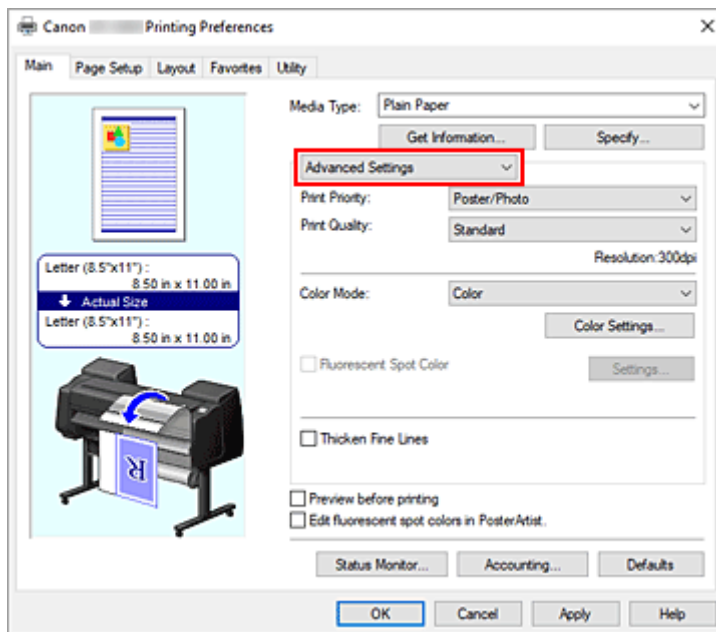 Canon Printing Preferences
Main Page Setup Layout Favorites Utility
Media Type: Plain Paper
Get Information... Specify...
Advanced Settings
Print Priority: Poster/Photo
Print Quality: Standard
Resolution:300dpi
Letter (8.5"x11") :
8.50 in x 11.00 in
Actual Size
Letter (8.5"x11") :
8.50 in x 11.00 in
Color Mode: Color
Color Settings...
Fluorescent Spot Color Settings...
Thicken Fine Lines
R
Preview before printing
Edit fluorescent spot colors in PosterArtist.
Status Monitor... Accounting... Defaults
OK Cancel Apply Help